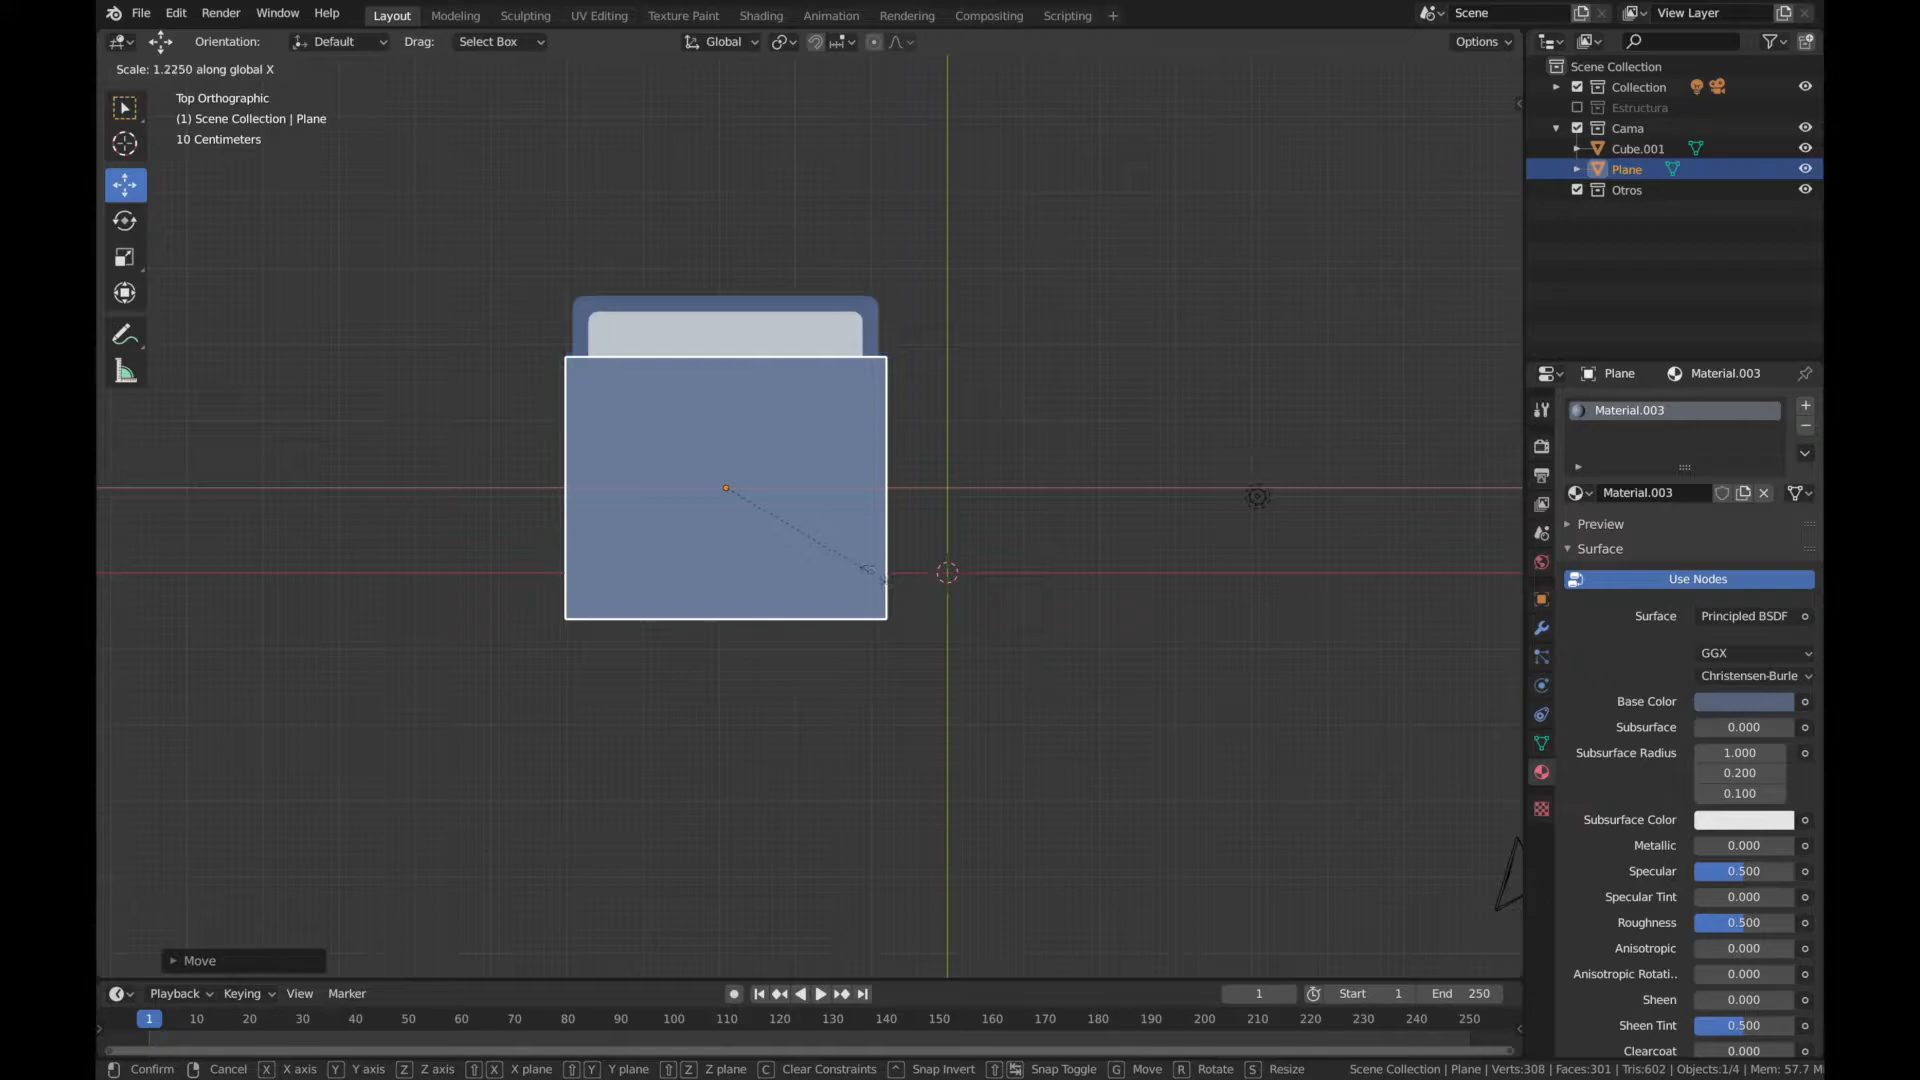 File Edit Render Window Help Layout Modeling Sculpting UV Editing Texture Paint Shading Animation Rendering Compositing Scripting + Scene View Layer
Orientation: Default Drag: Select Box Global Options
Scale: 1.2250 along global X
Top Orthographic
(1) Scene Collection | Plane
10 Centimeters
Scene Collection
Collection
Estructura
Cama
Cube.001
Plane
Otros
Plane Material.003
Material.003
Material.003
Preview
Surface
Use Nodes
Surface Principled BSDF
GGX
Christensen-Burle
Base Color
Subsurface 0.000
Subsurface Radius 1.000
0.200
0.100
Subsurface Color
Metallic 0.000
Specular 0.500
Specular Tint 0.000
Roughness 0.500
Anisotropic 0.000
Anisotropic Rotati.. 0.000
Sheen 0.000
Sheen Tint 0.500
Clearcoat 0.000
Move
Playback Keying View Marker 1 Start 1 End 250
1 10 20 30 40 50 60 70 80 90 100 110 120 130 140 150 160 170 180 190 200 210 220 230 240 250
Confirm Cancel X X axis Y Y axis Z Z axis X X plane Y Y plane Z Z plane C Clear Constraints Snap Invert Snap Toggle G Move R Rotate S Resize Scene Collection | Plane | Verts:308 | Faces:301 | Tris:602 | Objects:1/4 | Mem: 57.7 M